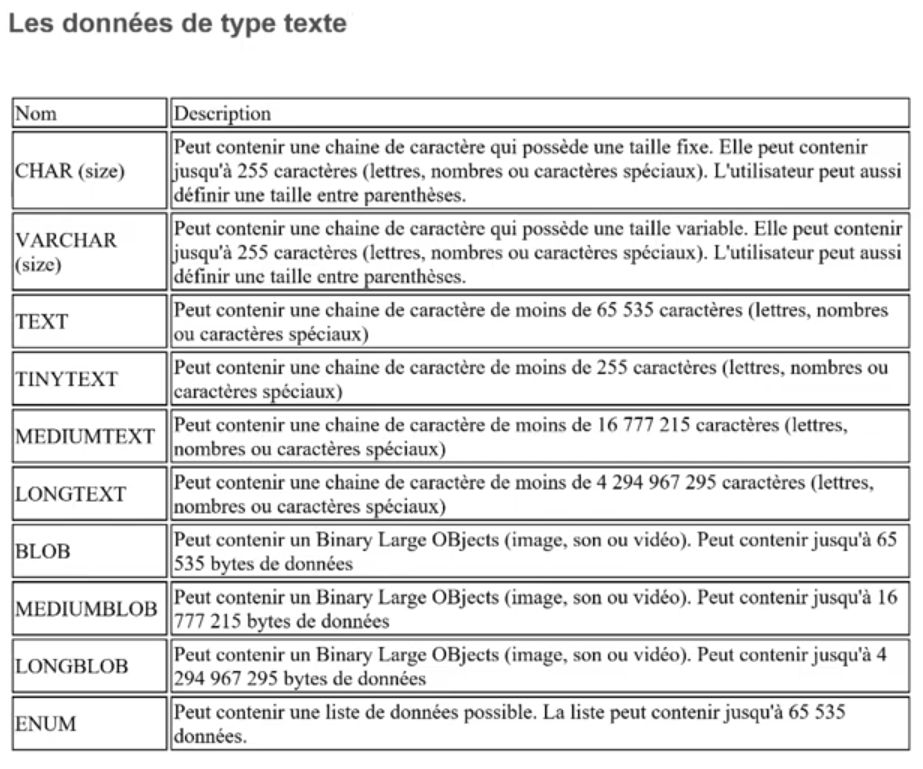 Les données de type texte
Nom
Description
CHAR (size)
Peut contenir une chaine de caractère qui possède une taille fixe. Elle peut contenir
jusqu'à 255 caractères (lettres, nombres ou caractères spéciaux). L'utilisateur peut aussi
définir une taille entre parenthèses.
VARCHAR
(size)
Peut contenir une chaine de caractère qui possède une taille variable. Elle peut contenir
jusqu'à 255 caractères (lettres, nombres ou caractères spéciaux). L'utilisateur peut aussi
définir une taille entre parenthèses.
TEXT
Peut contenir une chaine de caractère de moins de 65 535 caractères (lettres, nombres
ou caractères spéciaux)
TINYTEXT
Peut contenir une chaine de caractère de moins de 255 caractères (lettres, nombres ou
caractères spéciaux)
MEDIUMTEXT
Peut contenir une chaine de caractère de moins de 16 777 215 caractères (lettres,
nombres ou caractères spéciaux)
LONGTEXT
Peut contenir une chaine de caractère de moins de 4 294 967 295 caractères (lettres,
nombres ou caractères spéciaux)
BLOB
Peut contenir un Binary Large OBjects (image, son ou vidéo). Peut contenir jusqu'à 65
535 bytes de données
MEDIUMBLOB
Peut contenir un Binary Large OBjects (image, son ou vidéo). Peut contenir jusqu'à 16
777 215 bytes de données
LONGBLOB
Peut contenir un Binary Large OBjects (image, son ou vidéo). Peut contenir jusqu'à 4
294 967 295 bytes de données
ENUM
Peut contenir une liste de données possible. La liste peut contenir jusqu'à 65 535
données.